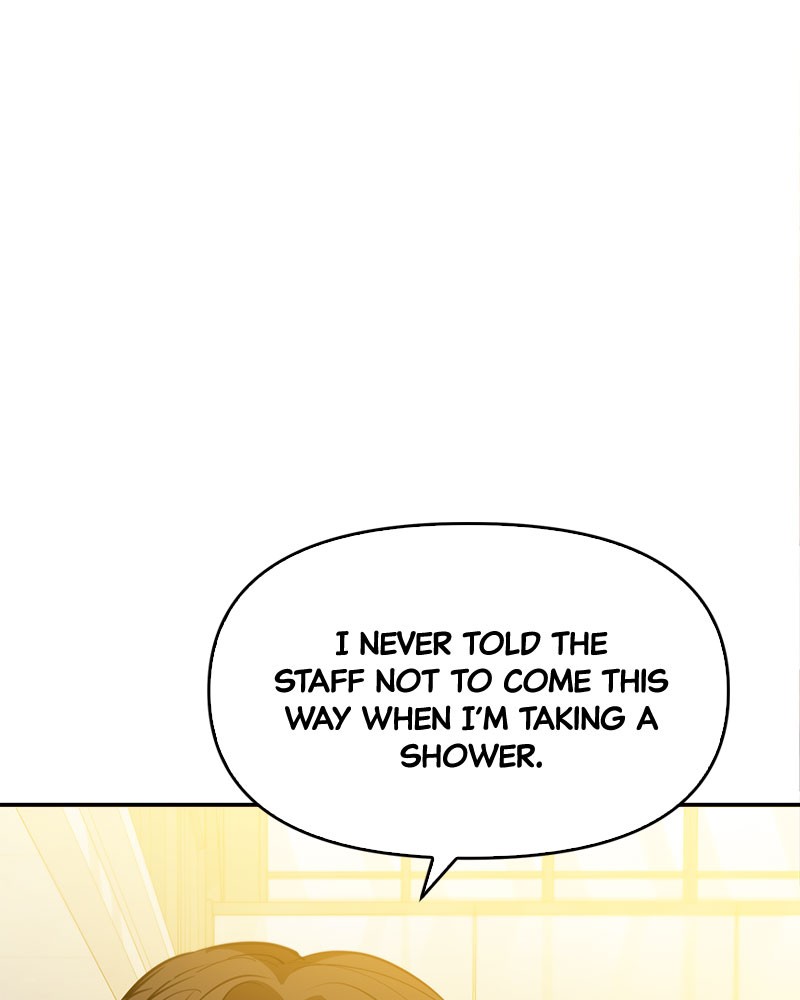 I NEVER TOLD THE
STAFF NOT TO COME THIS
WAY WHEN I'M TAKING A
SHOWER.